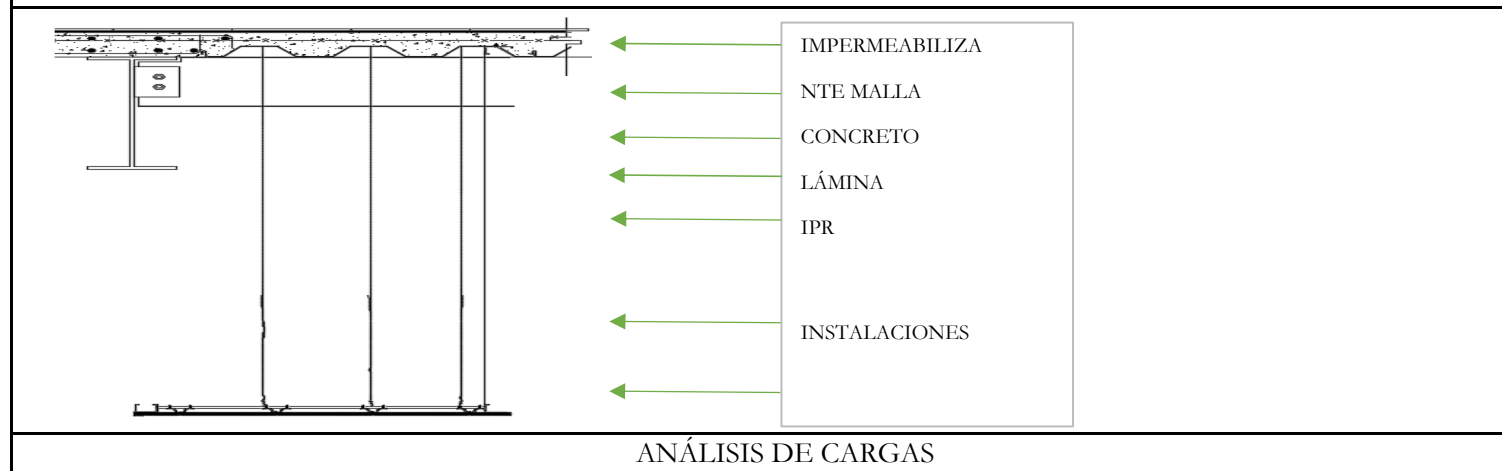 IMPERMEABILIZA
NTE MALLA
CONCRETO
LÁMINA
IPR
INSTALACIONES
ANÁLISIS DE CARGAS